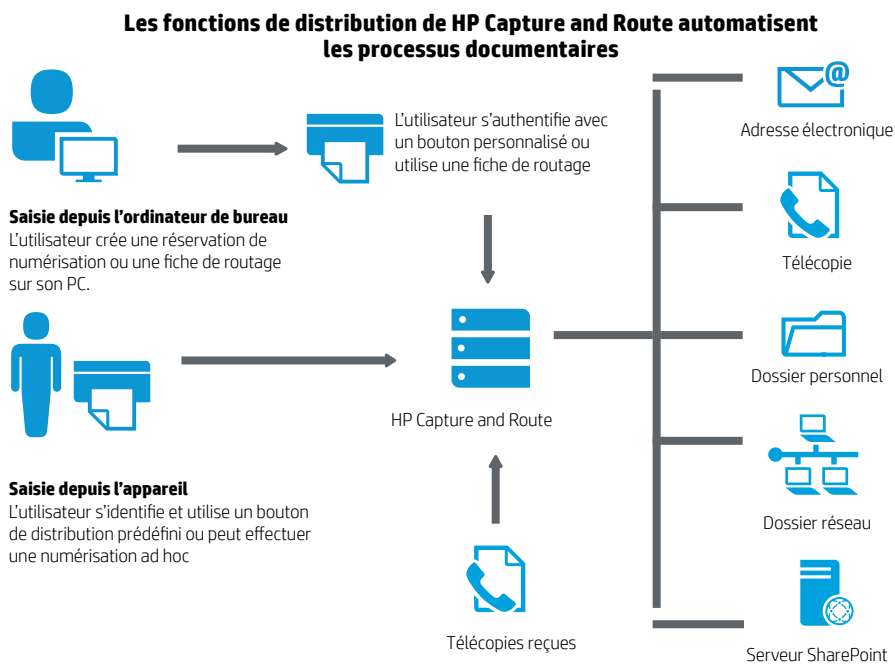 Les fonctions de distribution de HP Capture and Route automatisent
les processus documentaires
L'utilisateur s'authentifie avec
un bouton personnalisé ou
utilise une fiche de routage
Saisie depuis l'ordinateur de bureau
L'utilisateur crée une réservation de
numérisation ou une fiche de routage
sur son PC.
HP Capture and Route
Saisie depuis l'appareil
L'utilisateur s'identifie et utilise un bouton
de distribution prédéfini ou peut effectuer
une numérisation ad hoc
Télécopies reçues
@
Adresse électronique
Télécopie
Dossier personnel
Dossier réseau
Serveur SharePoint